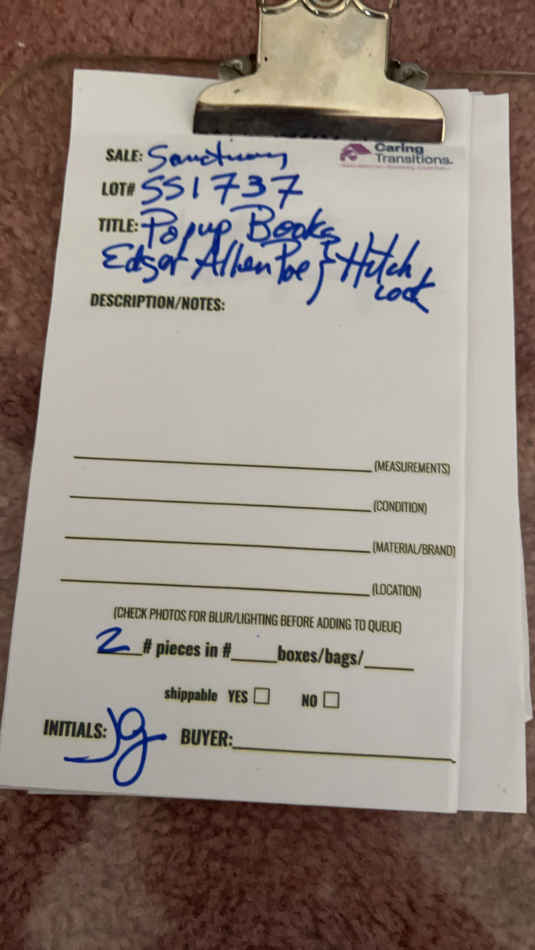 Caring
Transitions.
SALE: Sanctuary
LOT# SS1737
TITLE: Popup Books
Edgar Allen Poe } Hitch
cock
DESCRIPTION/NOTES:
(MEASUREMENTS)
(CONDITION)
(MATERIAL/BRAND)
(LOCATION)
(CHECK PHOTOS FOR BLUR/LIGHTING BEFORE ADDING TO QUEUE)
2 # pieces in #_____boxes/bags/_____
shippable YES ☐ NO ☐
INITIALS: jg BUYER: